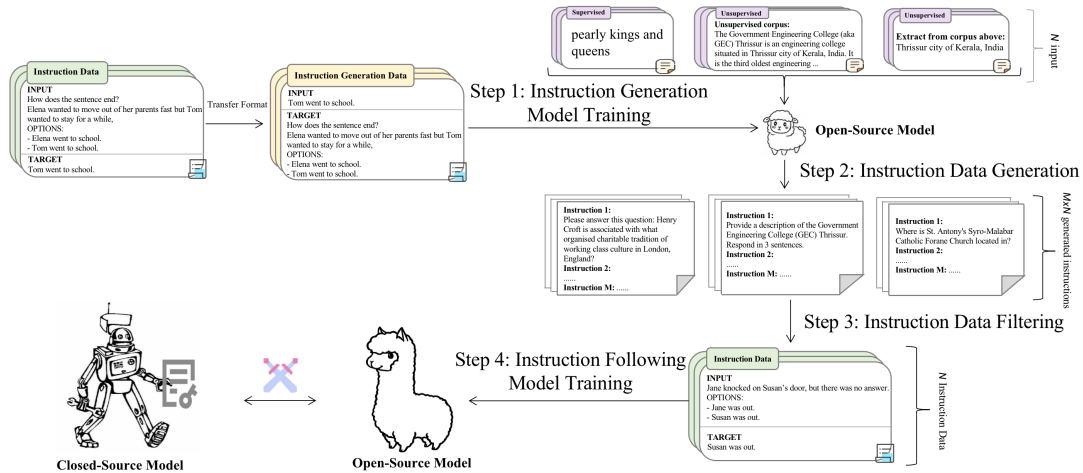 Instruction Data
INPUT
How does the sentence end?
Elena wanted to move out of her parents fast but Tom
wanted to stay for a while,
OPTIONS:
- Elena went to school.
- Tom went to school.
TARGET
Tom went to school.
Transfer Format
Instruction Generation Data
INPUT
Tom went to school.
TARGET
How does the sentence end?
Elena wanted to move out of her parents fast but Tom
wanted to stay for a while,
OPTIONS:
- Elena went to school.
- Tom went to school.
Step 1: Instruction Generation
Model Training
Supervised
pearly kings and
queens
Unsupervised
Unsupervised corpus:
The Government Engineering College (aka
GEC) Thrissur is an engineering college
situated in Thrissur city of Kerala, India. It
is the third oldest engineering ...
Unsupervised
Extract from corpus above:
Thrissur city of Kerala, India
N input
Open-Source Model
Step 2: Instruction Data Generation
Instruction 1:
Please answer this question: Henry
Croft is associated with what
organised charitable tradition of
working class culture in London,
England?
Instruction 2:
......
Instruction M: ......
Instruction 1:
Provide a description of the Government
Engineering College (GEC) Thrissur.
Respond in 3 sentences.
Instruction 2:
......
Instruction M: ......
Instruction 1:
Where is St. Antony's Syro-Malabar
Catholic Forane Church located in?
Instruction 2:
......
Instruction M: ......
MxN generated instructions
Step 3: Instruction Data Filtering
Instruction Data
INPUT
Jane knocked on Susan's door, but there was no answer.
OPTIONS:
- Jane was out.
- Susan was out.
TARGET
Susan was out.
N Instruction Data
Step 4: Instruction Following
Model Training
Open-Source Model
Closed-Source Model